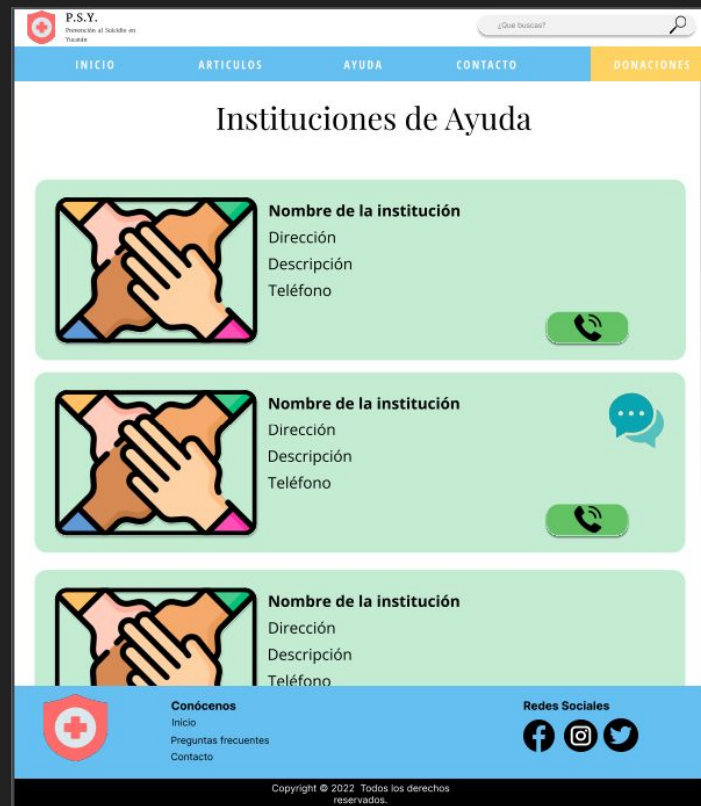 P.S.Y.
Prevención al Suicidio en
Yucatán
¿Que buscas?
INICIO ARTICULOS AYUDA CONTACTO DONACIONES
Instituciones de Ayuda
Nombre de la institución
Dirección
Descripción
Teléfono
Nombre de la institución
Dirección
Descripción
Teléfono
Nombre de la institución
Dirección
Descripción
Teléfono
Conócenos
Inicio
Preguntas frecuentes
Contacto
Redes Sociales
Copyright © 2022 Todos los derechos
reservados.